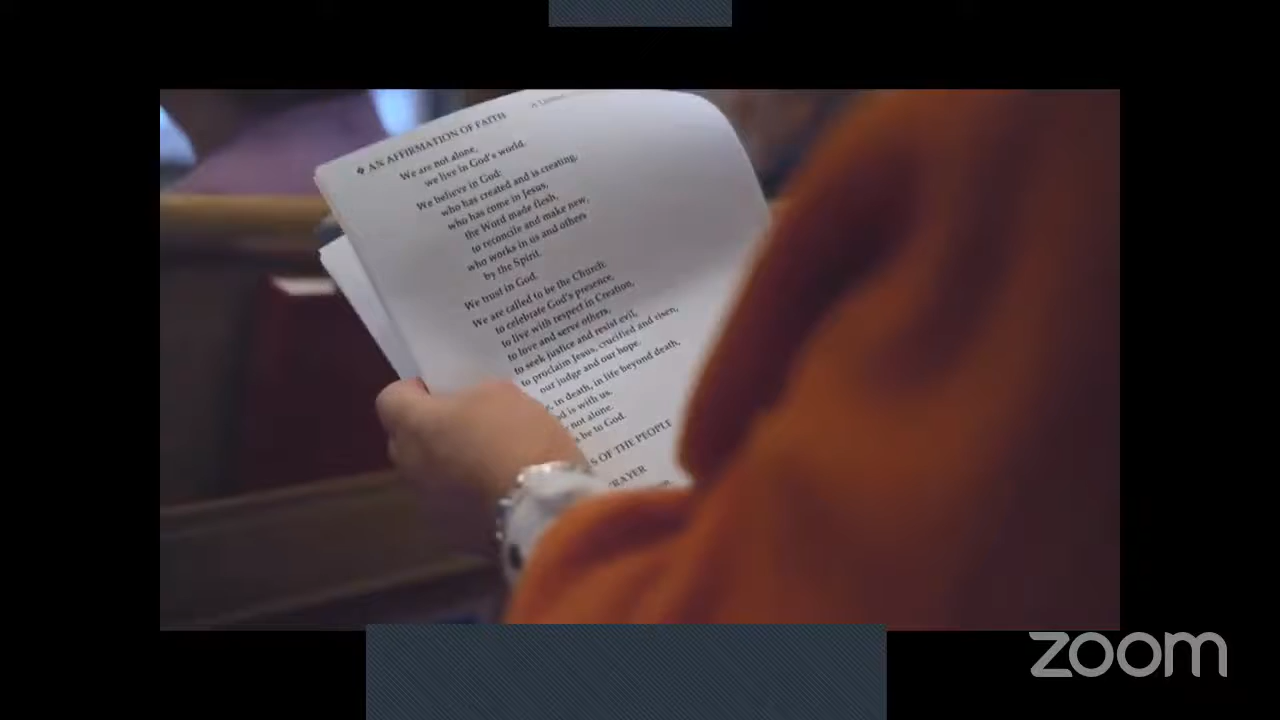 ❖ AN AFFIRMATION OF FAITH
We are not alone,
we live in God's world.
We believe in God:
who has created and is creating,
who has come in Jesus,
the Word made flesh,
to reconcile and make new,
who works in us and others
by the Spirit.
We trust in God.
We are called to be the Church:
to celebrate God's presence,
to live with respect in Creation,
to love and serve others,
to seek justice and resist evil,
to proclaim Jesus, crucified and risen,
our judge and our hope.
in death, in life beyond death,
is with us.
not alone.
be to God.
OF THE PEOPLE
zoom